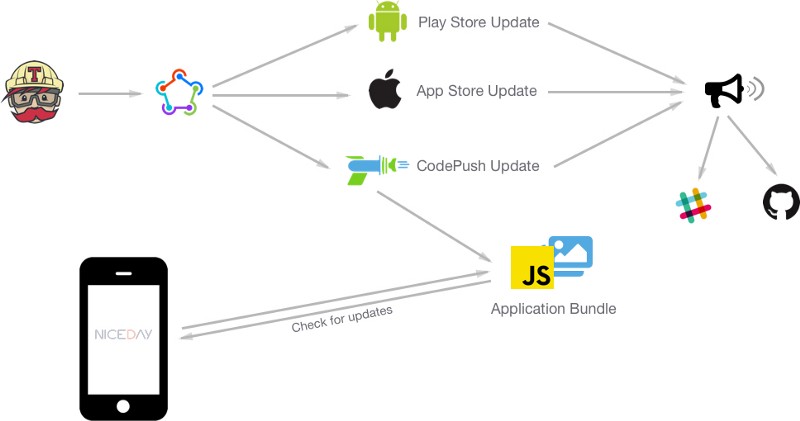 Play Store Update
T
App Store Update
CodePush Update
JS
Application Bundle
Check for updates
NICEDAY